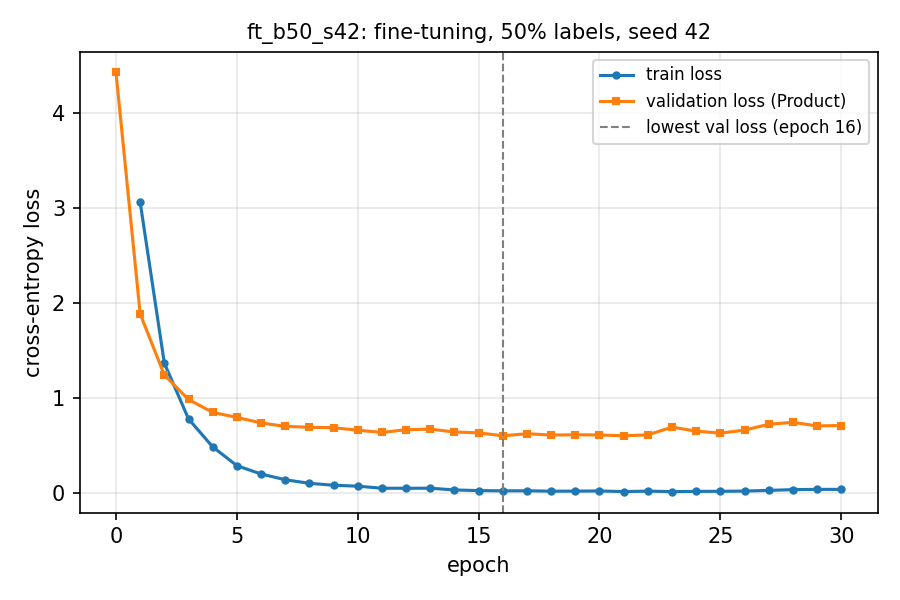 ft_b50_s42: fine-tuning, 50% labels, seed 42
train loss
validation loss (Product)
lowest val loss (epoch 16)
cross-entropy loss
4
3
2
1
0
0 5 10 15 20 25 30
epoch